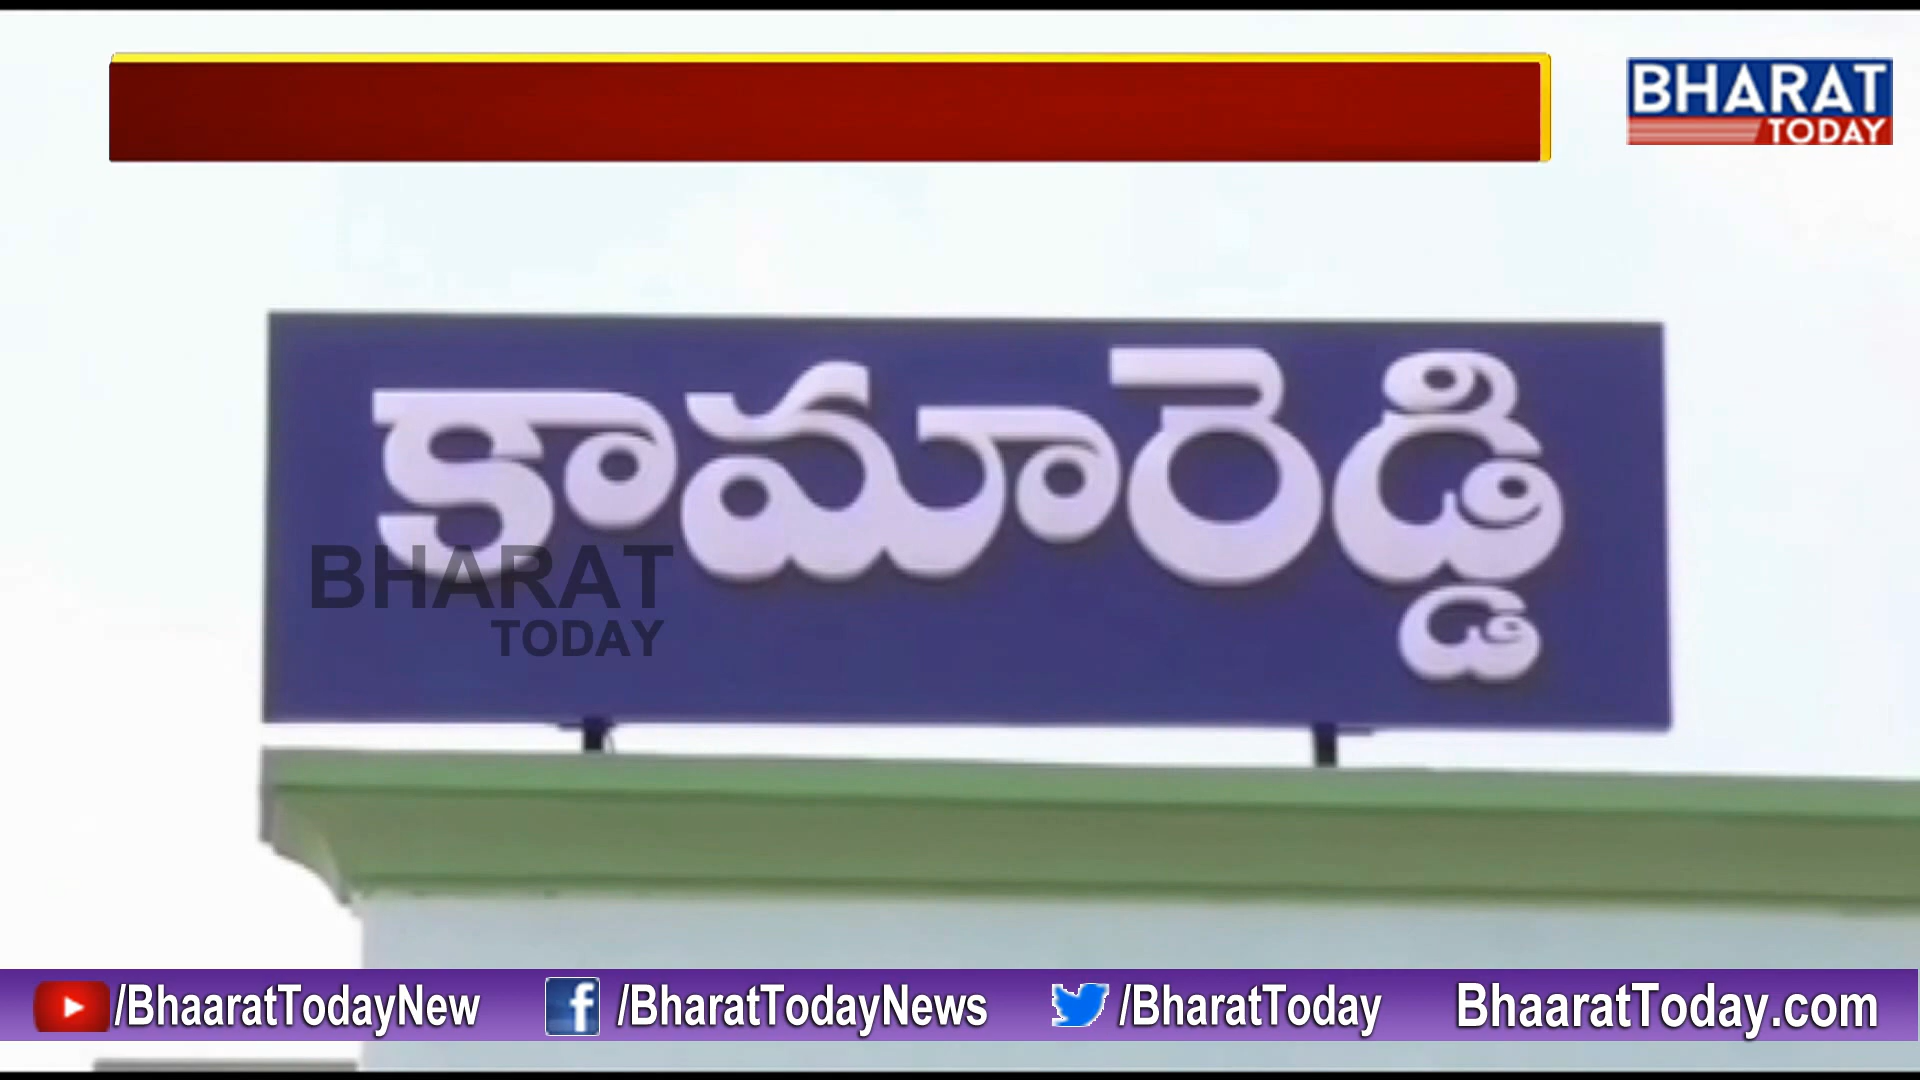 BHARAT
TODAY
కామారెడ్డి
BHARAT
TODAY
/BhaaratTodayNew /BharatTodayNews /BharatToday BhaaratToday.com